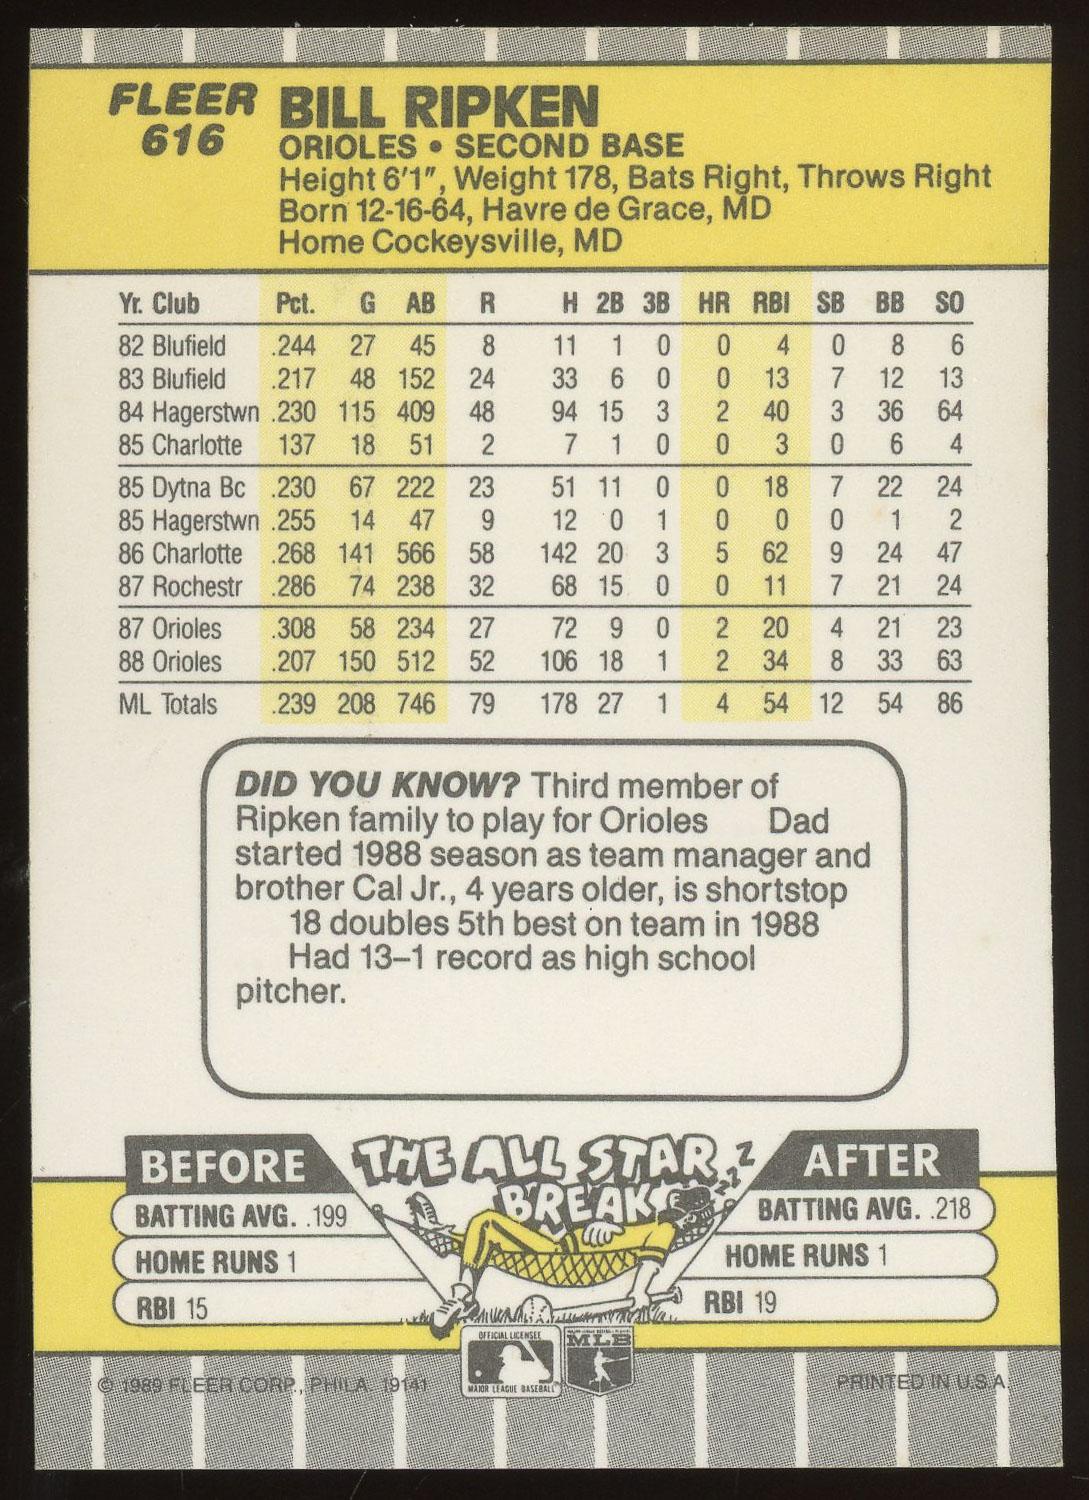 FLEER
616
BILL RIPKEN
ORIOLES • SECOND BASE
Height 6'1", Weight 178, Bats Right, Throws Right
Born 12-16-64, Havre de Grace, MD
Home Cockeysville, MD
Yr. Club Pct. G AB R H 2B 3B HR RBI SB BB SO
82 Blufield .244 27 45 8 11 1 0 0 4 0 8 6
83 Blufield .217 48 152 24 33 6 0 0 13 7 12 13
84 Hagerstwn .230 115 409 48 94 15 3 2 40 3 36 64
85 Charlotte 137 18 51 2 7 1 0 0 3 0 6 4
85 Dytna Bc .230 67 222 23 51 11 0 0 18 7 22 24
85 Hagerstwn .255 14 47 9 12 0 1 0 0 0 1 2
86 Charlotte .268 141 566 58 142 20 3 5 62 9 24 47
87 Rochestr .286 74 238 32 68 15 0 0 11 7 21 24
87 Orioles .308 58 234 27 72 9 0 2 20 4 21 23
88 Orioles .207 150 512 52 106 18 1 2 34 8 33 63
ML Totals .239 208 746 79 178 27 1 4 54 12 54 86
DID YOU KNOW? Third member of
Ripken family to play for Orioles Dad
started 1988 season as team manager and
brother Cal Jr., 4 years older, is shortstop
18 doubles 5th best on team in 1988
Had 13–1 record as high school
pitcher.
BEFORE
BATTING AVG. .199
HOME RUNS 1
RBI 15
THE ALL STAR
BREAK
z z z z
AFTER
BATTING AVG. .218
HOME RUNS 1
RBI 19
OFFICIAL LICENSEE
MAJOR LEAGUE BASEBALL
MLB
© 1989 FLEER CORP., PHILA. 19141
PRINTED IN U.S.A.